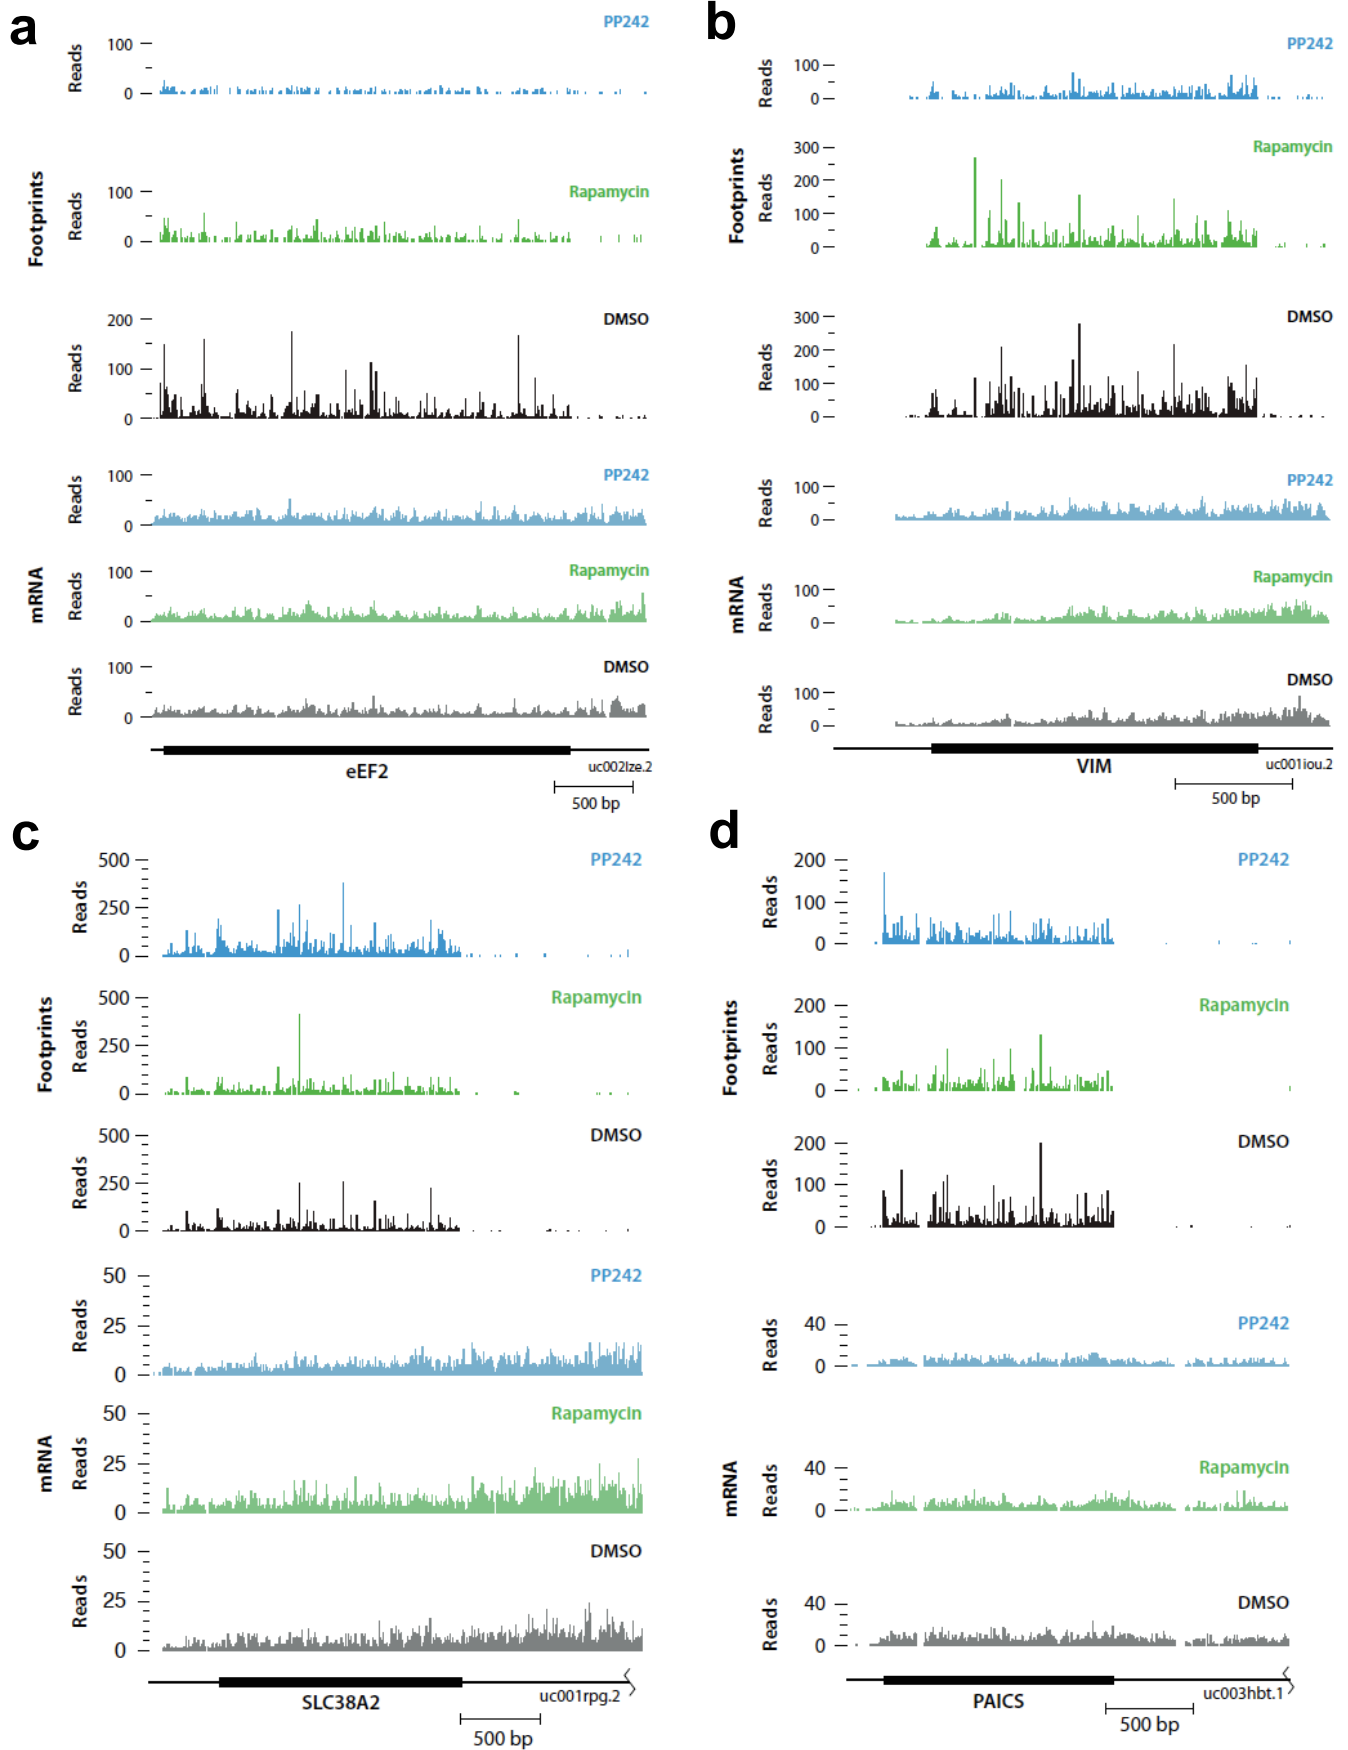 a
PP242
100
0
Reads
Rapamycin
100
0
Reads
Footprints
DMSO
200
100
0
Reads
PP242
100
0
Reads
Rapamycin
100
0
Reads
mRNA
DMSO
100
0
Reads
eEF2
uc002lze.2
500 bp
b
PP242
100
0
Reads
Rapamycin
300
200
100
0
Reads
Footprints
DMSO
300
200
100
0
Reads
PP242
100
0
Reads
Rapamycin
100
0
Reads
mRNA
DMSO
100
0
Reads
VIM
uc001iou.2
500 bp
c
PP242
500
250
0
Reads
Rapamycin
500
250
0
Reads
Footprints
DMSO
500
250
0
Reads
PP242
50
25
0
Reads
Rapamycin
50
25
0
Reads
mRNA
DMSO
50
25
0
Reads
SLC38A2
uc001rpg.2
500 bp
d
PP242
200
100
0
Reads
Rapamycin
200
100
0
Reads
Footprints
DMSO
200
100
0
Reads
PP242
40
0
Reads
Rapamycin
40
0
Reads
mRNA
DMSO
40
0
Reads
PAICS
uc003hbt.1
500 bp